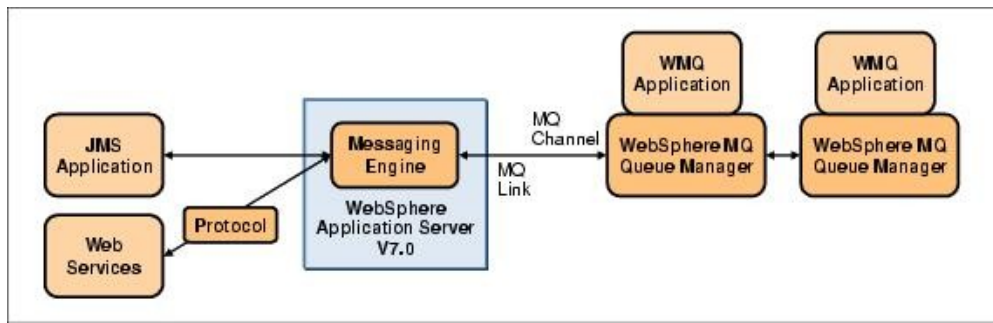 JMS
Application
Web
Services
Protocol
Messaging
Engine
WebSphere
Application Server
V7.0
MQ
Channel
MQ
Link
WMQ
Application
WebSphere MQ
Queue Manager
WMQ
Application
WebSphere MQ
Queue Manager